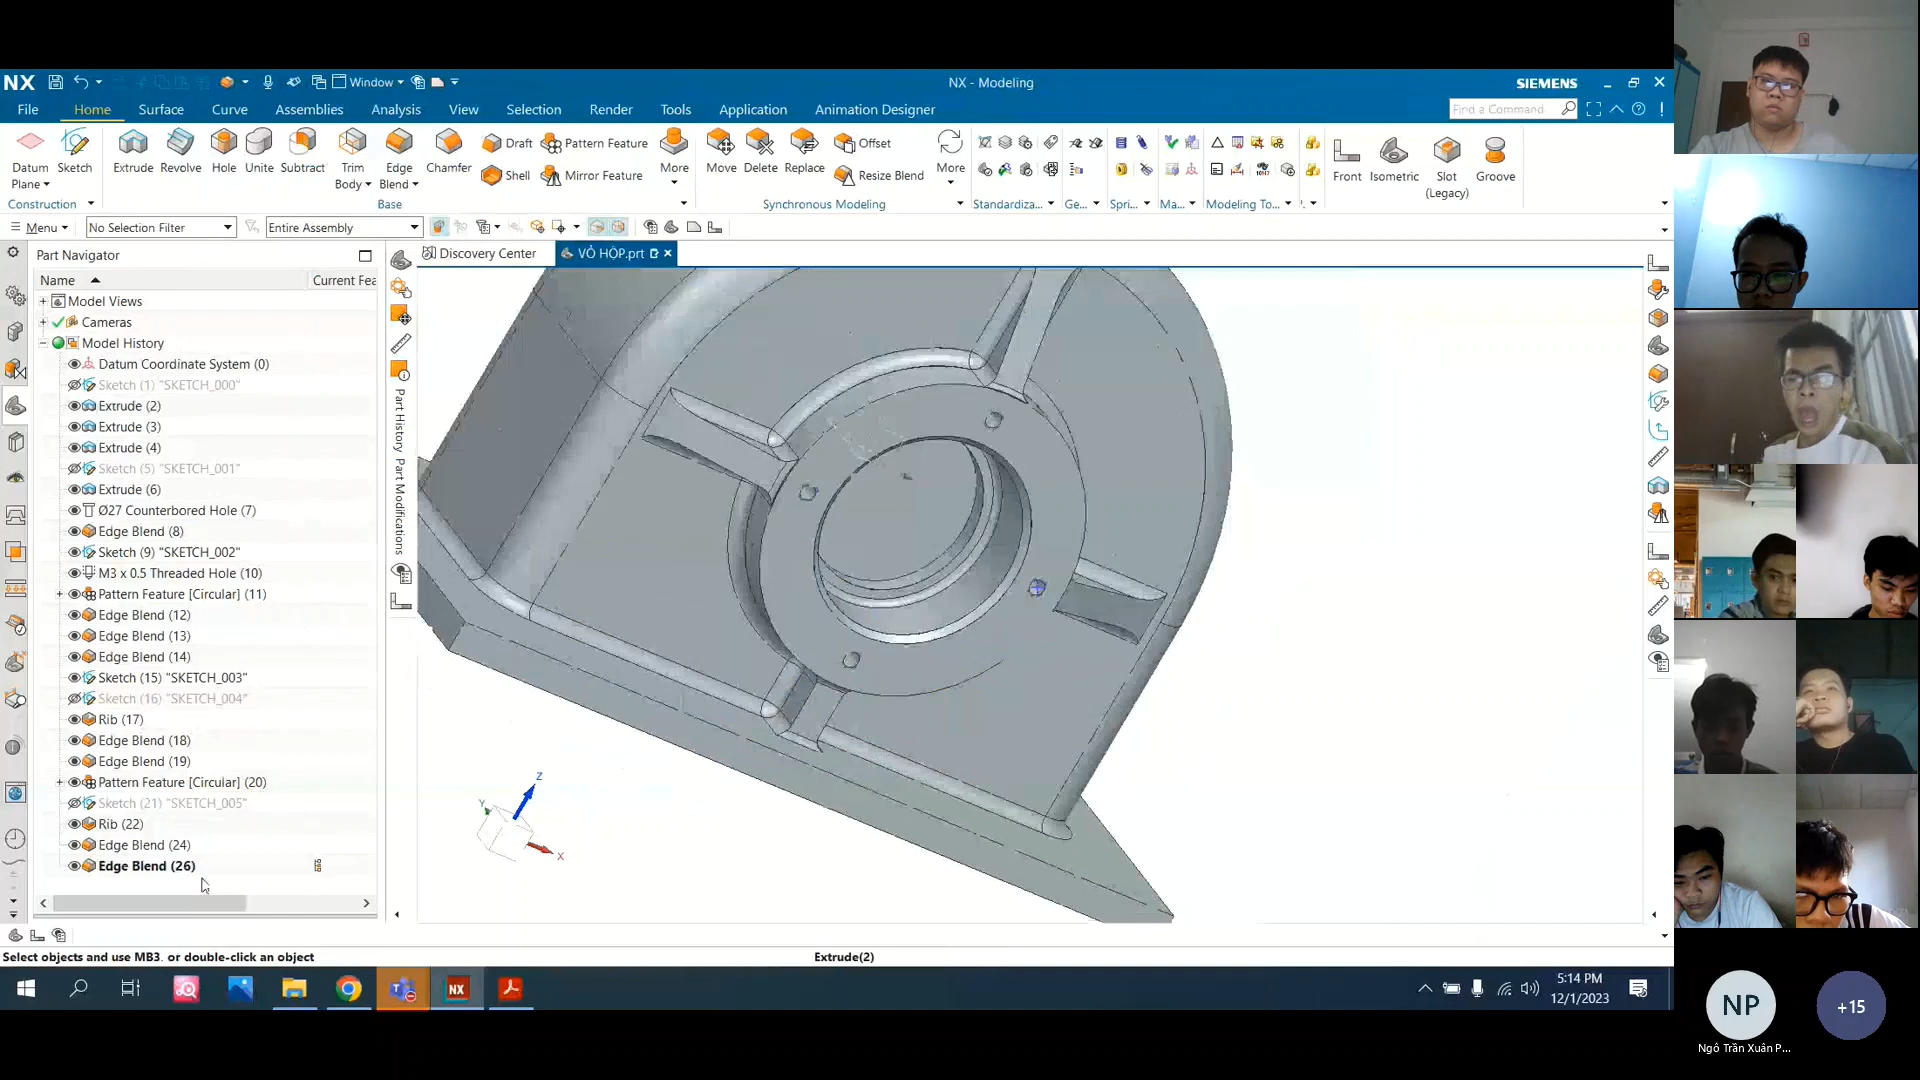 NX
Window
NX - Modeling
SIEMENS
File
Home
Surface
Curve
Assemblies
Analysis
View
Selection
Render
Tools
Application
Animation Designer
Find a Command
Datum Plane
Sketch
Extrude
Revolve
Hole
Unite
Subtract
Trim Body
Edge Blend
Chamfer
Draft
Shell
Pattern Feature
Mirror Feature
More
Move
Delete
Replace
Offset
Resize Blend
More
Front
Isometric
Slot (Legacy)
Groove
Construction
Base
Synchronous Modeling
Standardiza...
Ge...
Spri...
Ma...
Modeling To...
Menu
No Selection Filter
Entire Assembly
Part Navigator
Discovery Center
VỎ HỘP.prt
Name
Current Fea
Model Views
Cameras
Model History
Datum Coordinate System (0)
Sketch (1) "SKETCH_000"
Extrude (2)
Extrude (3)
Extrude (4)
Sketch (5) "SKETCH_001"
Extrude (6)
Ø27 Counterbored Hole (7)
Edge Blend (8)
Sketch (9) "SKETCH_002"
M3 x 0.5 Threaded Hole (10)
Pattern Feature [Circular] (11)
Edge Blend (12)
Edge Blend (13)
Edge Blend (14)
Sketch (15) "SKETCH_003"
Sketch (16) "SKETCH_004"
Rib (17)
Edge Blend (18)
Edge Blend (19)
Pattern Feature [Circular] (20)
Sketch (21) "SKETCH_005"
Rib (22)
Edge Blend (24)
Edge Blend (26)
Part History
Part Modifications
Z
Y
X
Select objects and use MB3, or double-click an object
Extrude(2)
NX
5:14 PM
12/1/2023
NP
+15
Ngô Trần Xuân P...